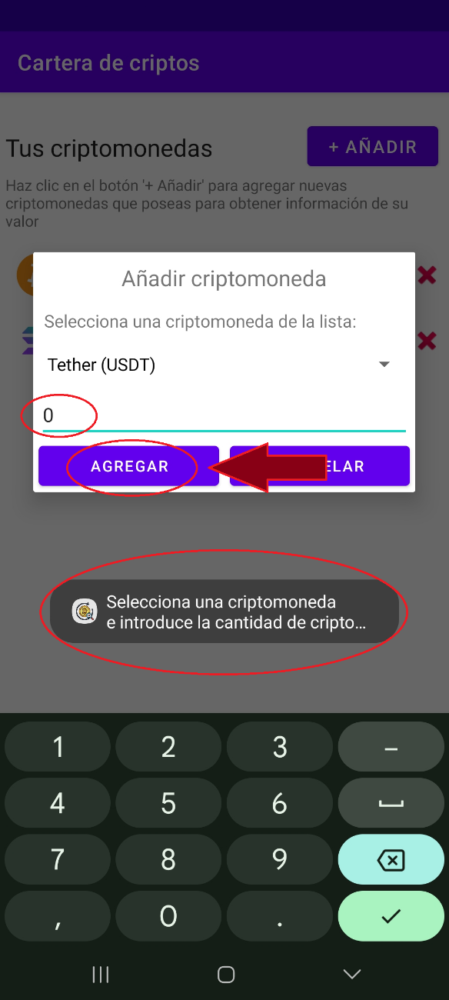 Cartera de criptos
Tus criptomonedas
+ AÑADIR
Haz clic en el botón '+ Añadir' para agregar nuevas
criptomonedas que poseas para obtener información de su
valor
Añadir criptomoneda
Selecciona una criptomoneda de la lista:
Tether (USDT)
0
AGREGAR
ELAR
Selecciona una criptomoneda
e introduce la cantidad de cripto…
1 2 3 –
4 5 6
7 8 9
, 0 .